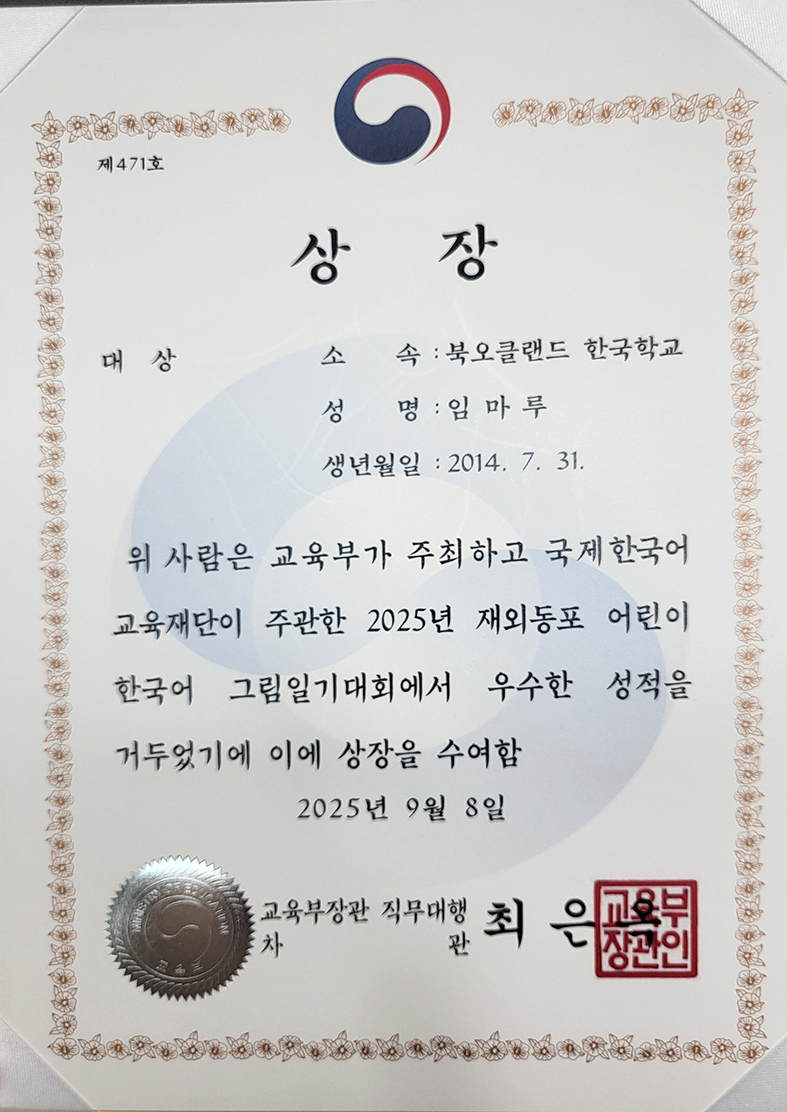 제471호
상 장
대 상
소 속 : 북오클랜드 한국학교
성 명 : 임 마 루
생년월일 : 2014. 7. 31.
위 사람은 교육부가 주최하고 국제한국어
교육재단이 주관한 2025년 재외동포 어린이
한국어 그림일기대회에서 우수한 성적을
거두었기에 이에 상장을 수여함
2025년 9월 8일
MINISTRY OF EDUCATION
교육부
교육부장관 직무대행
차 관
최 은 옥
교육부
장관인